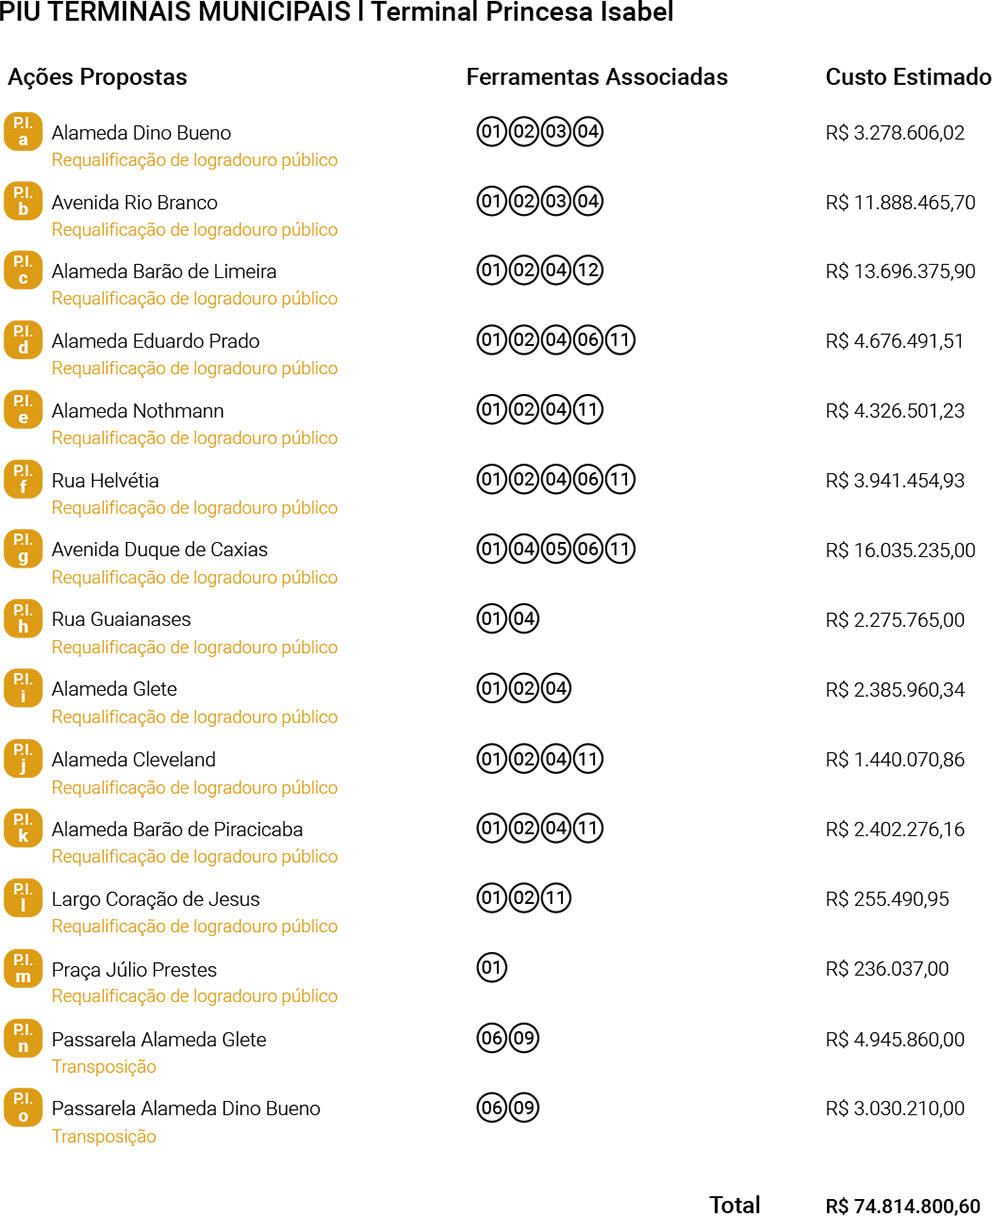 PIU TERMINAIS MUNICIPAIS l Terminal Princesa Isabel
Ações Propostas Ferramentas Associadas Custo Estimado
P.I. a Alameda Dino Bueno 01 02 03 04 R$ 3.278.606,02
Requalificação de logradouro público
P.I. b Avenida Rio Branco 01 02 03 04 R$ 11.888.465,70
Requalificação de logradouro público
P.I. c Alameda Barão de Limeira 01 02 04 12 R$ 13.696.375,90
Requalificação de logradouro público
P.I. d Alameda Eduardo Prado 01 02 04 06 11 R$ 4.676.491,51
Requalificação de logradouro público
P.I. e Alameda Nothmann 01 02 04 11 R$ 4.326.501,23
Requalificação de logradouro público
P.I. f Rua Helvétia 01 02 04 06 11 R$ 3.941.454,93
Requalificação de logradouro público
P.I. g Avenida Duque de Caxias 01 04 05 06 11 R$ 16.035.235,00
Requalificação de logradouro público
P.I. h Rua Guaianases 01 04 R$ 2.275.765,00
Requalificação de logradouro público
P.I. i Alameda Glete 01 02 04 R$ 2.385.960,34
Requalificação de logradouro público
P.I. j Alameda Cleveland 01 02 04 11 R$ 1.440.070,86
Requalificação de logradouro público
P.I. k Alameda Barão de Piracicaba 01 02 04 11 R$ 2.402.276,16
Requalificação de logradouro público
P.I. l Largo Coração de Jesus 01 02 11 R$ 255.490,95
Requalificação de logradouro público
P.I. m Praça Júlio Prestes 01 R$ 236.037,00
Requalificação de logradouro público
P.I. n Passarela Alameda Glete 06 09 R$ 4.945.860,00
Transposição
P.I. o Passarela Alameda Dino Bueno 06 09 R$ 3.030.210,00
Transposição
Total R$ 74.814.800,60